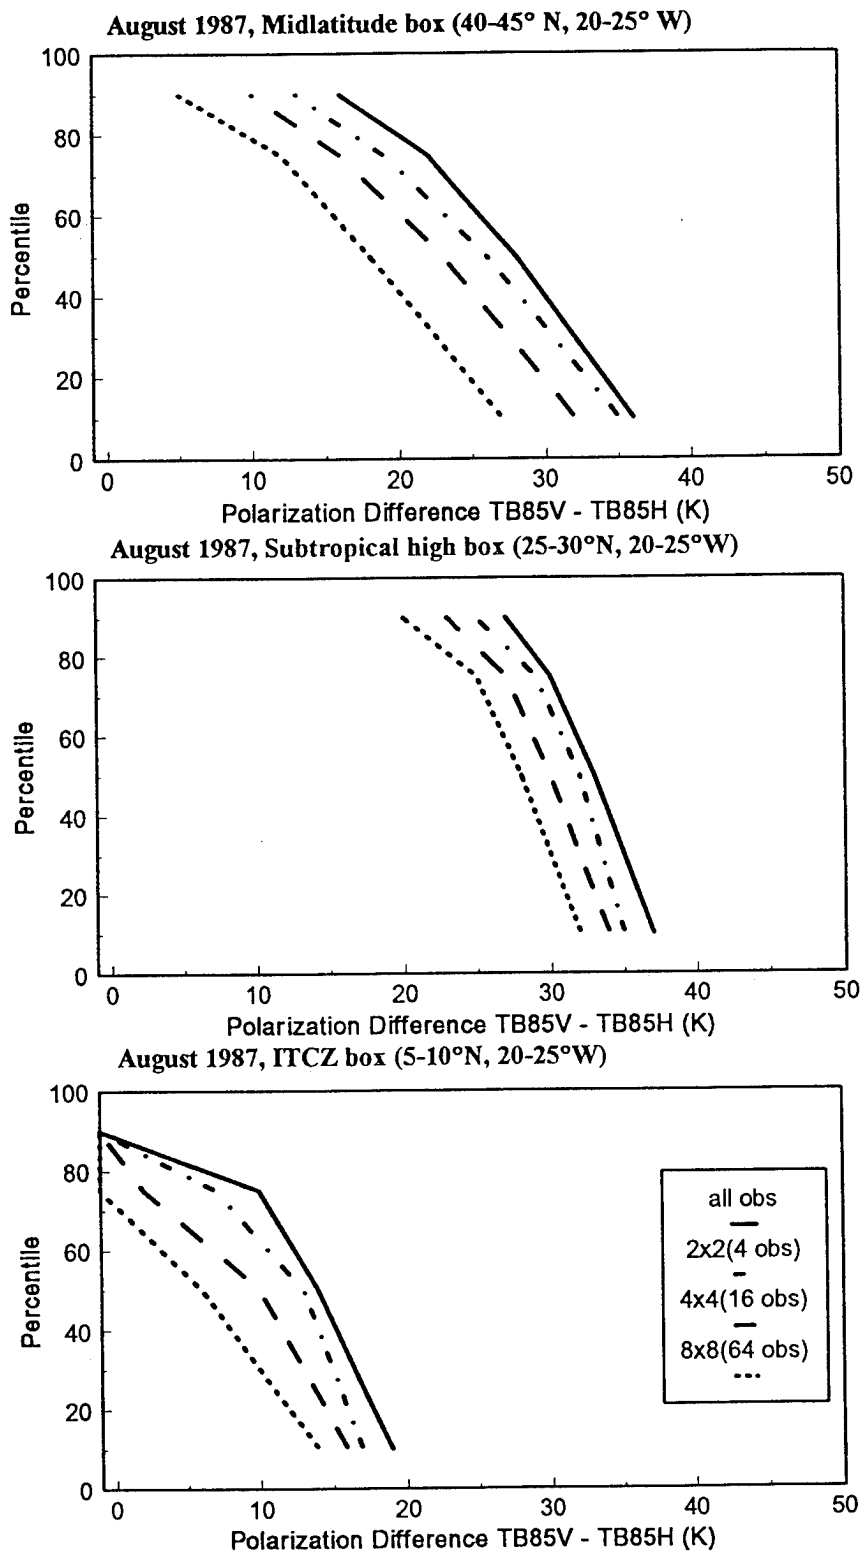 August 1987, Midlatitude box (40-45° N, 20-25° W)
100
80
60
40
20
0
Percentile
0 10 20 30 40 50
Polarization Difference TB85V - TB85H (K)
August 1987, Subtropical high box (25-30°N, 20-25°W)
100
80
60
40
20
0
Percentile
0 10 20 30 40 50
Polarization Difference TB85V - TB85H (K)
August 1987, ITCZ box (5-10°N, 20-25°W)
100
80
60
40
20
0
Percentile
all obs
2x2(4 obs)
4x4(16 obs)
8x8(64 obs)
0 10 20 30 40 50
Polarization Difference TB85V - TB85H (K)